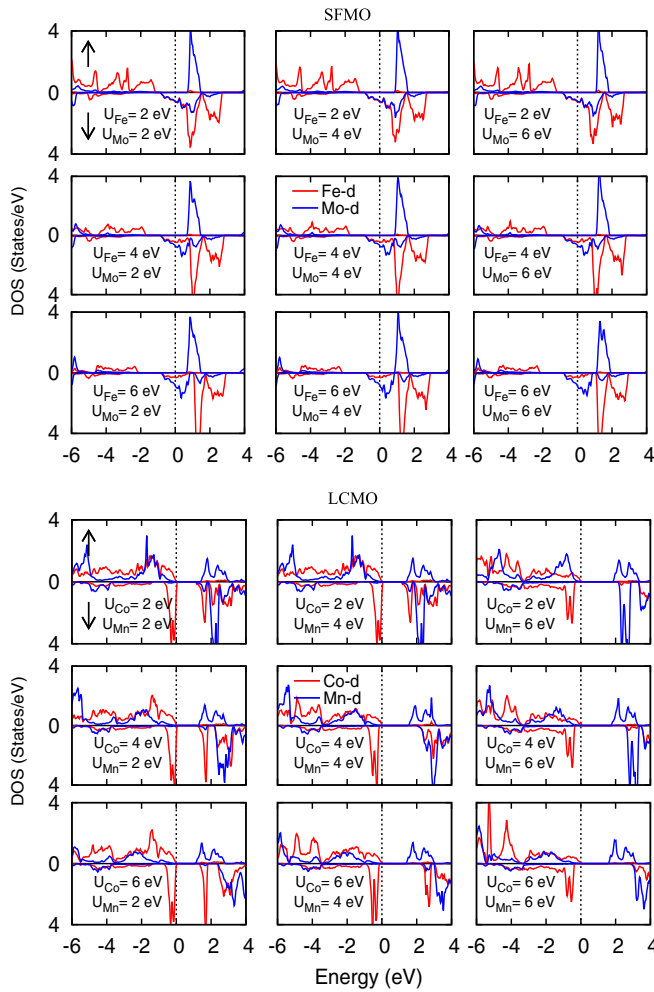 SFMO
4
0
4
U_Fe= 2 eV
U_Mo= 2 eV
U_Fe= 2 eV
U_Mo= 4 eV
U_Fe= 2 eV
U_Mo= 6 eV
DOS (States/eV)
4
0
4
U_Fe= 4 eV
U_Mo= 2 eV
Fe-d
Mo-d
U_Fe= 4 eV
U_Mo= 4 eV
U_Fe= 4 eV
U_Mo= 6 eV
4
0
4
U_Fe= 6 eV
U_Mo= 2 eV
U_Fe= 6 eV
U_Mo= 4 eV
U_Fe= 6 eV
U_Mo= 6 eV
-6 -4 -2 0 2 4 -6 -4 -2 0 2 4 -6 -4 -2 0 2 4
LCMO
4
0
4
U_Co= 2 eV
U_Mn= 2 eV
U_Co= 2 eV
U_Mn= 4 eV
U_Co= 2 eV
U_Mn= 6 eV
DOS (States/eV)
4
0
4
U_Co= 4 eV
U_Mn= 2 eV
Co-d
Mn-d
U_Co= 4 eV
U_Mn= 4 eV
U_Co= 4 eV
U_Mn= 6 eV
4
0
4
U_Co= 6 eV
U_Mn= 2 eV
U_Co= 6 eV
U_Mn= 4 eV
U_Co= 6 eV
U_Mn= 6 eV
-6 -4 -2 0 2 4 -6 -4 -2 0 2 4 -6 -4 -2 0 2 4
Energy (eV)